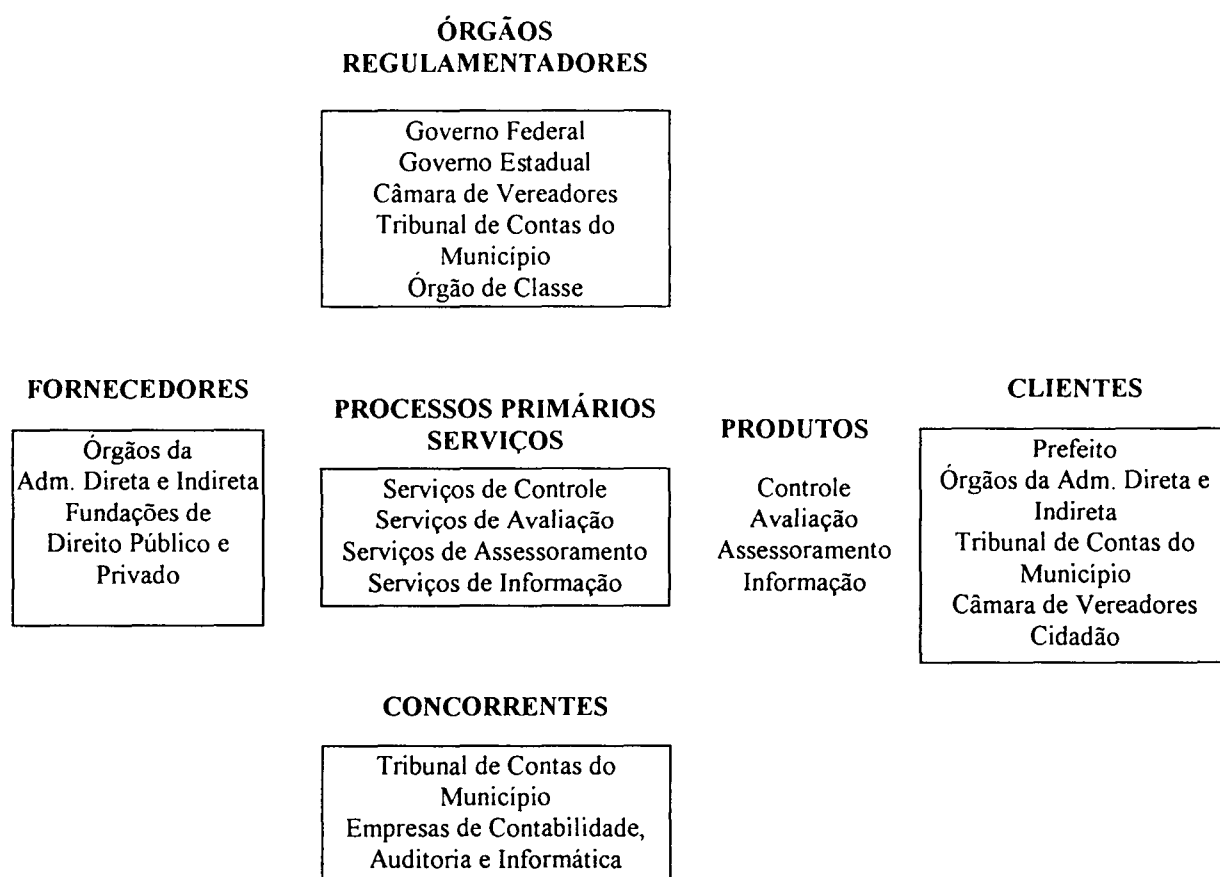 ÓRGÃOS
REGULAMENTADORES
Governo Federal
Governo Estadual
Câmara de Vereadores
Tribunal de Contas do
Município
Órgão de Classe
FORNECEDORES
Órgãos da
Adm. Direta e Indireta
Fundações de
Direito Público e
Privado
PROCESSOS PRIMÁRIOS
SERVIÇOS
Serviços de Controle
Serviços de Avaliação
Serviços de Assessoramento
Serviços de Informação
PRODUTOS
Controle
Avaliação
Assessoramento
Informação
CLIENTES
Prefeito
Órgãos da Adm. Direta e
Indireta
Tribunal de Contas do
Município
Câmara de Vereadores
Cidadão
CONCORRENTES
Tribunal de Contas do
Município
Empresas de Contabilidade,
Auditoria e Informática